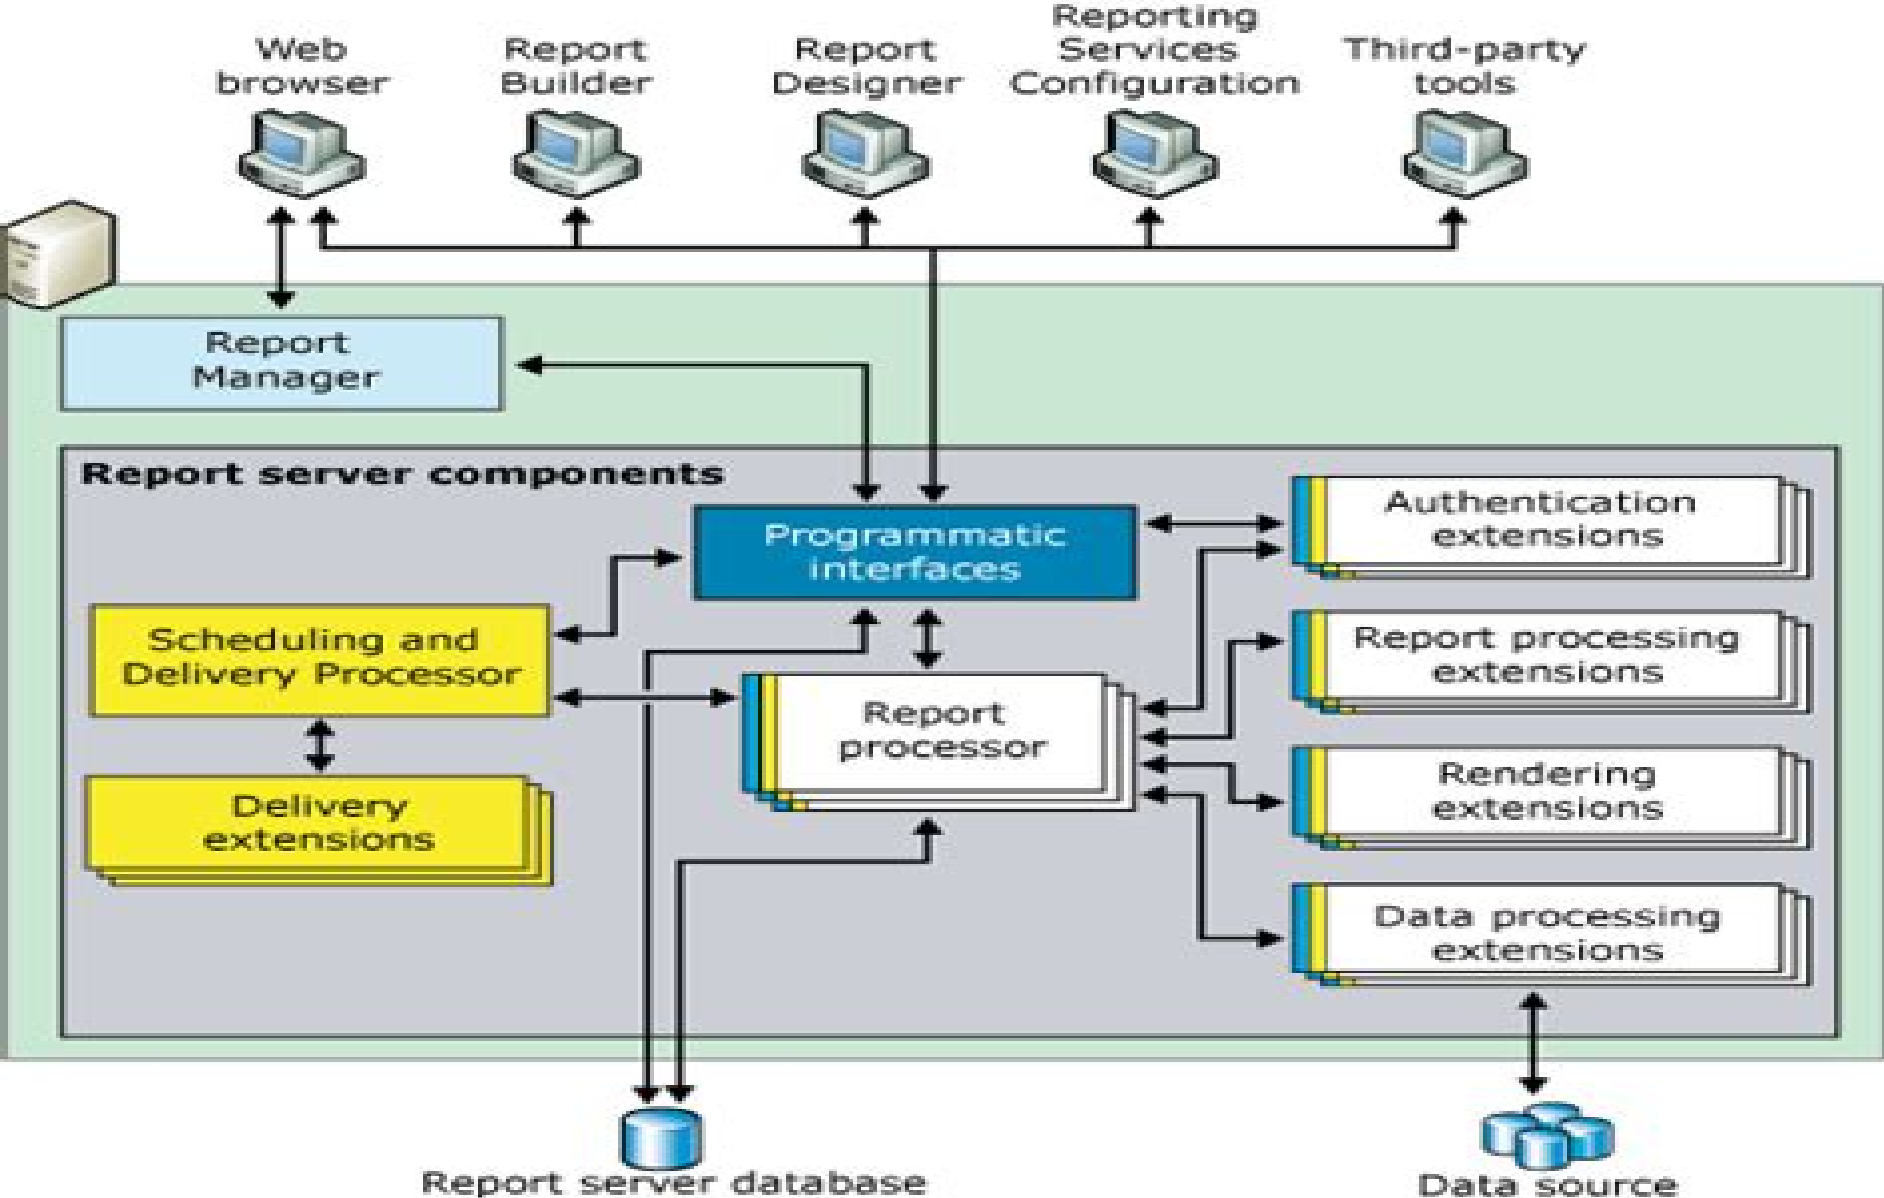 Web
browser
Report
Builder
Report
Designer
Reporting
Services
Configuration
Third-party
tools
Report
Manager
Report server components
Programmatic
interfaces
Authentication
extensions
Scheduling and
Delivery Processor
Report processing
extensions
Report
processor
Rendering
extensions
Delivery
extensions
Data processing
extensions
Report server database
Data source